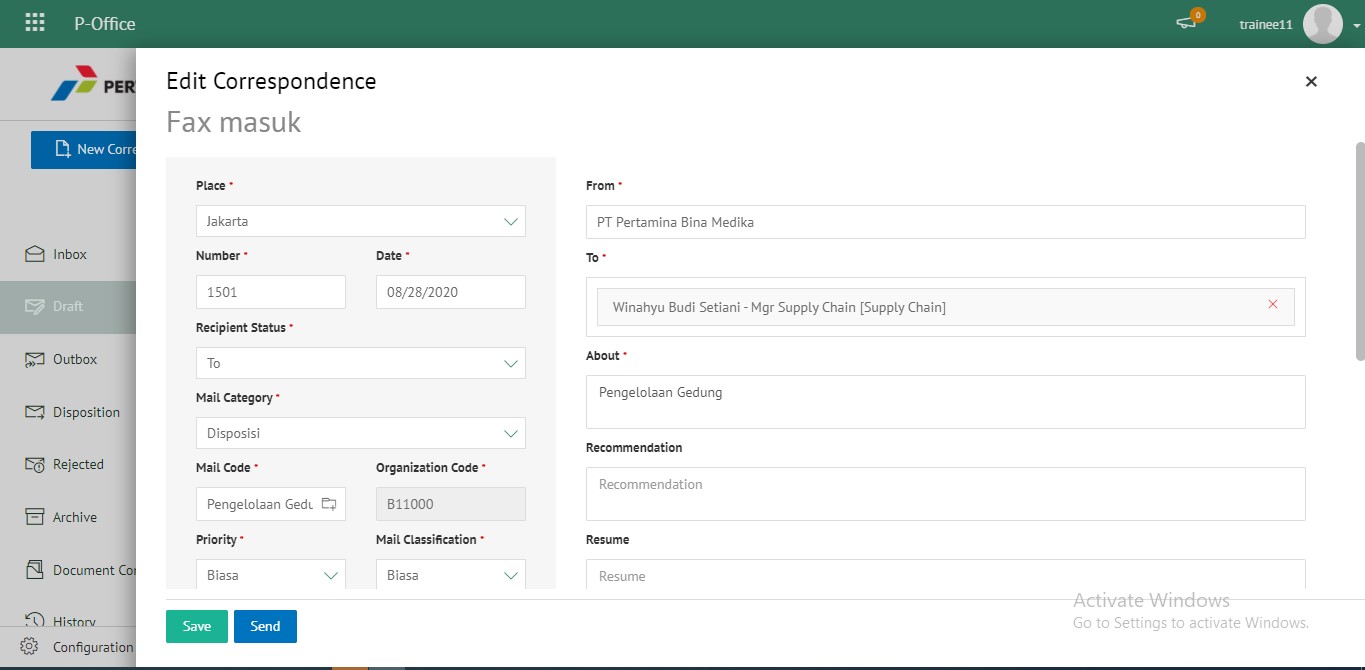 P-Office
0
trainee11
PER
New Corre
Inbox
Draft
Outbox
Disposition
Rejected
Archive
Document Cor
History
Configuration
Edit Correspondence
Fax masuk
Place *
Jakarta
Number * Date *
1501 08/28/2020
Recipient Status *
To
Mail Category *
Disposisi
Mail Code * Organization Code *
Pengelolaan Gedu B11000
Priority * Mail Classification *
Biasa Biasa
From *
PT Pertamina Bina Medika
To *
Winahyu Budi Setiani - Mgr Supply Chain [Supply Chain]
About *
Pengelolaan Gedung
Recommendation
Recommendation
Resume
Resume
Save Send
Activate Windows
Go to Settings to activate Windows.